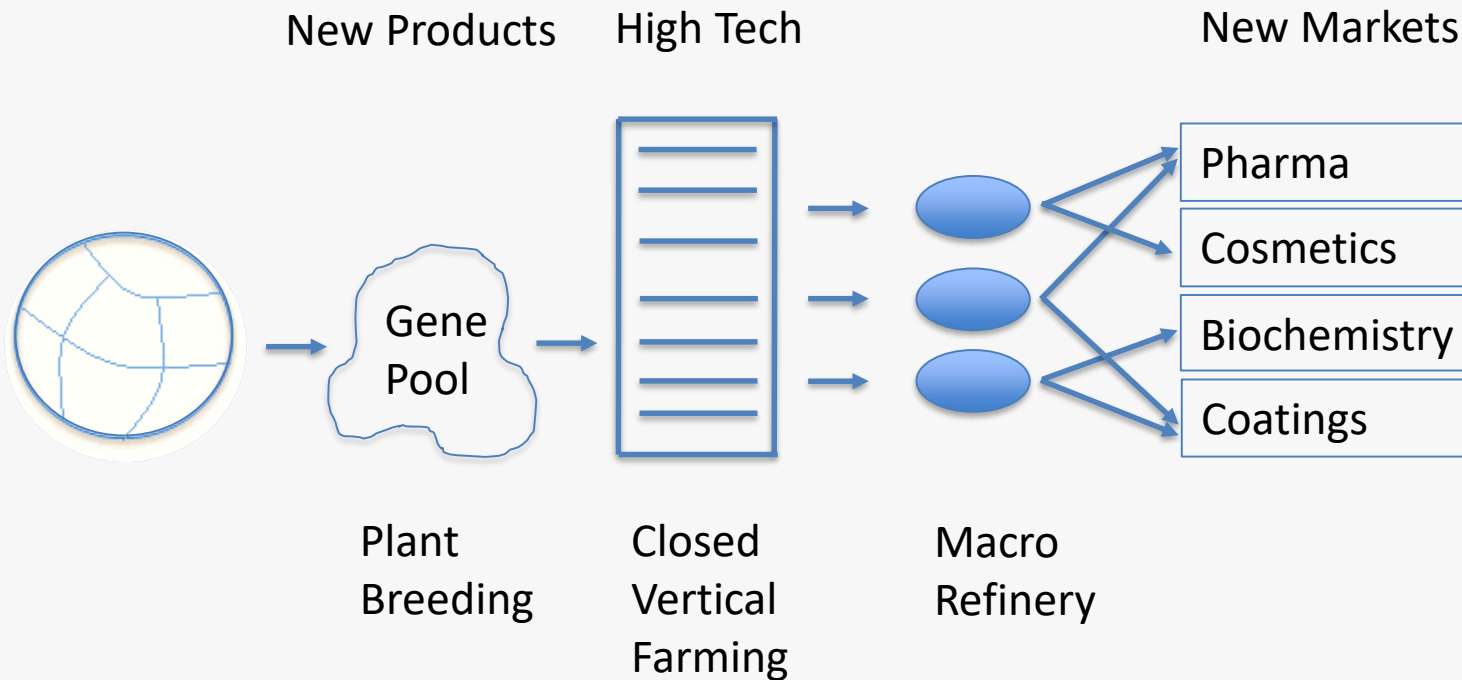 New Products
High Tech
New Markets
Pharma
Cosmetics
Gene
Pool
Biochemistry
Coatings
Plant
Breeding
Closed
Vertical
Farming
Macro
Refinery